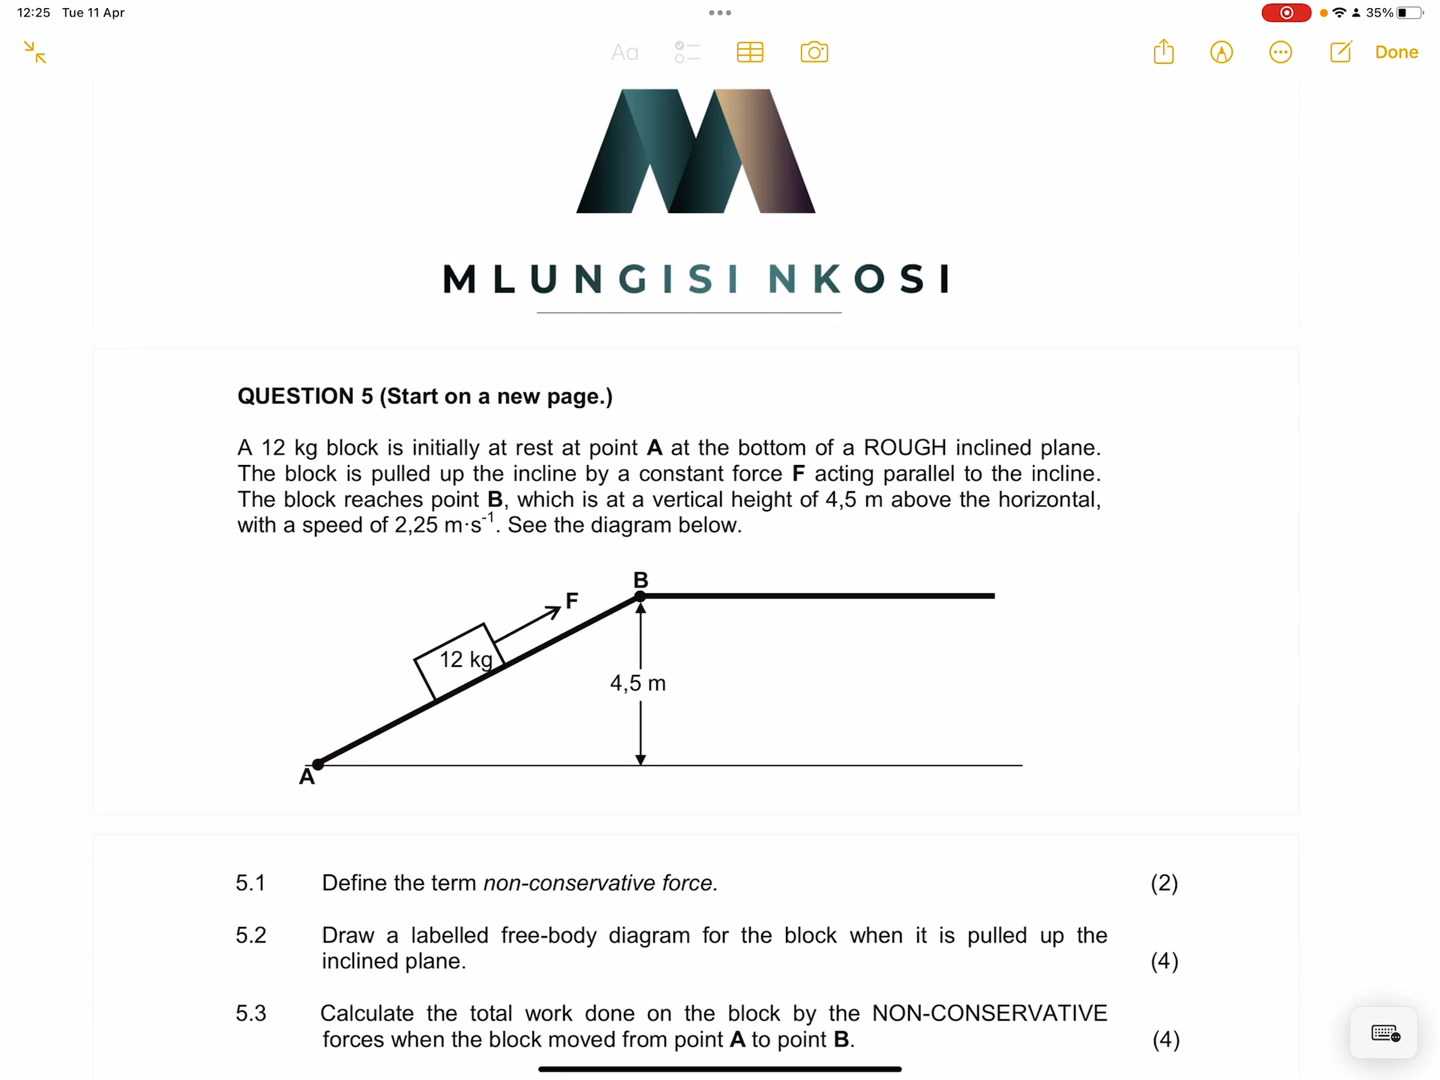 12:25 Tue 11 Apr
35%
Aa
Done
MLUNGISI NKOSI
QUESTION 5 (Start on a new page.)
A 12 kg block is initially at rest at point A at the bottom of a ROUGH inclined plane.
The block is pulled up the incline by a constant force F acting parallel to the incline.
The block reaches point B, which is at a vertical height of 4,5 m above the horizontal,
with a speed of 2,25 m·s⁻¹. See the diagram below.
B
F
12 kg
4,5 m
A
5.1 Define the term non-conservative force. (2)
5.2 Draw a labelled free-body diagram for the block when it is pulled up the
inclined plane. (4)
5.3 Calculate the total work done on the block by the NON-CONSERVATIVE
forces when the block moved from point A to point B. (4)